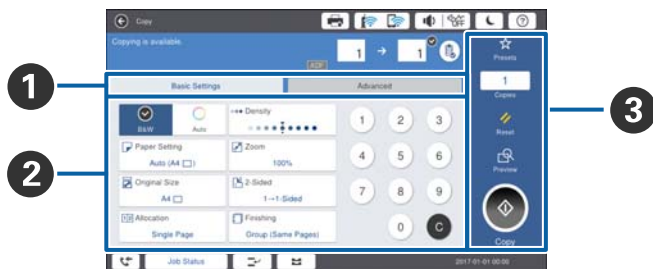 Copy
Copying is available.
ADF
1 → 1
Presets
Basic Settings
Advanced
1
Copies
B&W
Auto
Density
1 2 3
Reset
Paper Setting
Auto (A4)
Zoom
100%
4 5 6
Preview
Original Size
A4
2-Sided
1→1-Sided
7 8 9
Allocation
Single Page
Finishing
Group (Same Pages)
0 C
Copy
Job Status
2017-01-01 00:00
1
2
3